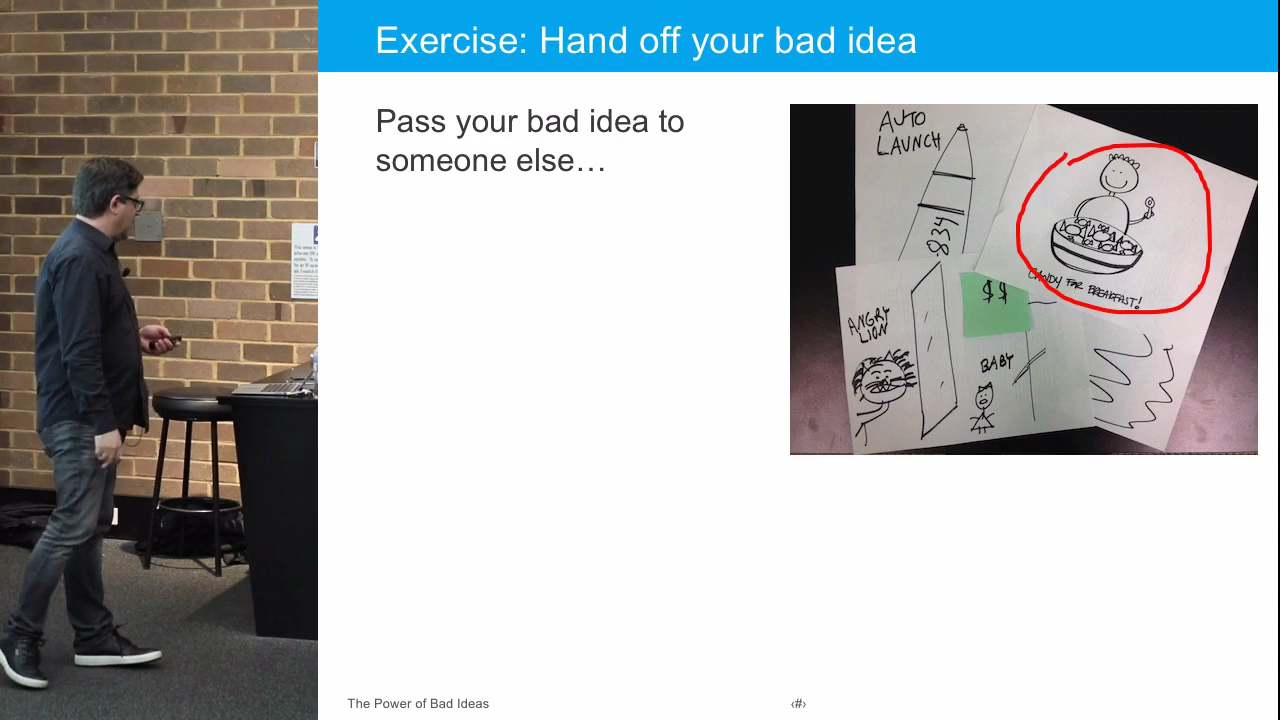 Exercise: Hand off your bad idea
Pass your bad idea to
someone else…
AUTO
LAUNCH
834
CANDY FOR BREAKFAST!
$$
ANGRY
LION
BABY
The Power of Bad Ideas
‹#›